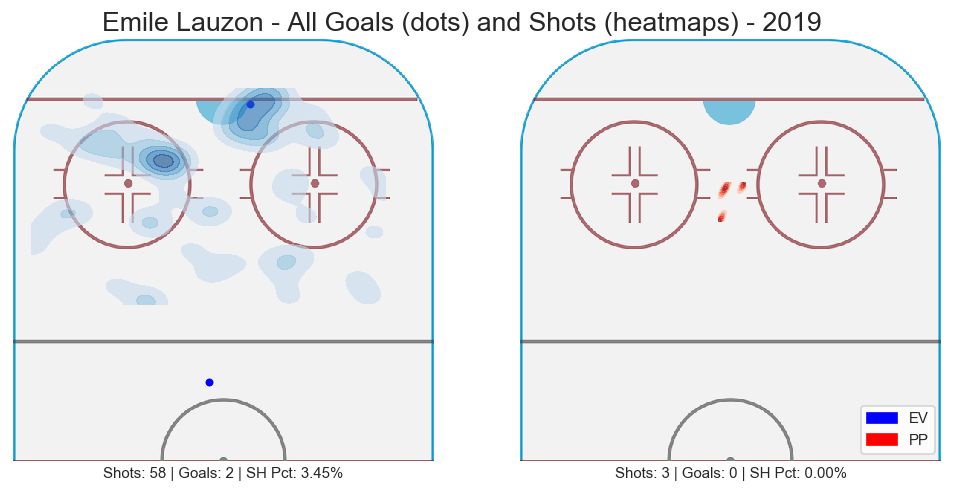 Emile Lauzon - All Goals (dots) and Shots (heatmaps) - 2019
EV
PP
Shots: 58 | Goals: 2 | SH Pct: 3.45%
Shots: 3 | Goals: 0 | SH Pct: 0.00%